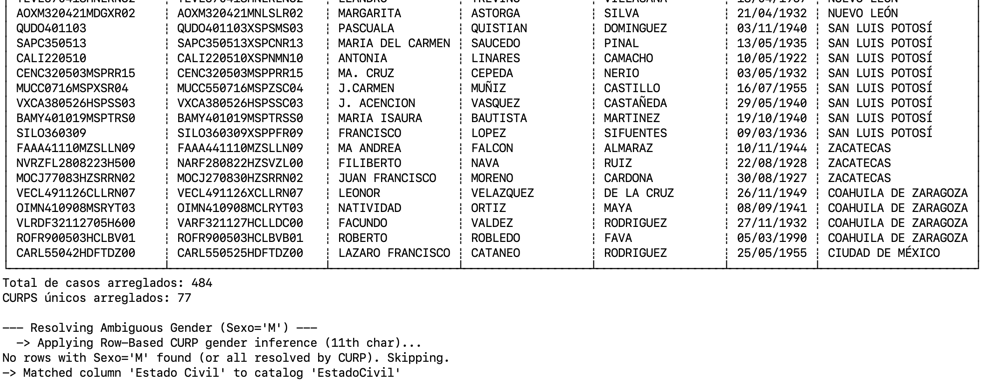 AOXM320421MDGXR02 ¦ AOXM320421MNLSLR02 ¦ MARGARITA ¦ ASTORGA ¦ SILVA ¦ 21/04/1932 ¦ NUEVO LEÓN
QUDO401103 ¦ QUDO401103XSPSMS03 ¦ PASCUALA ¦ QUISTIAN ¦ DOMINGUEZ ¦ 03/11/1940 ¦ SAN LUIS POTOSÍ
SAPC350513 ¦ SAPC350513XSPCNR13 ¦ MARIA DEL CARMEN ¦ SAUCEDO ¦ PINAL ¦ 13/05/1935 ¦ SAN LUIS POTOSÍ
CALI220510 ¦ CALI220510XSPNMN10 ¦ ANTONIA ¦ LINARES ¦ CAMACHO ¦ 10/05/1922 ¦ SAN LUIS POTOSÍ
CENC320503MSPRR15 ¦ CENC320503MSPPRR15 ¦ MA. CRUZ ¦ CEPEDA ¦ NERIO ¦ 03/05/1932 ¦ SAN LUIS POTOSÍ
MUCC0716MSPXSR04 ¦ MUCC550716MSPZSC04 ¦ J.CARMEN ¦ MUÑIZ ¦ CASTILLO ¦ 16/07/1955 ¦ SAN LUIS POTOSÍ
VXCA380526HSPSS03 ¦ VXCA380526HSPSSC03 ¦ J. ACENCION ¦ VASQUEZ ¦ CASTAÑEDA ¦ 29/05/1940 ¦ SAN LUIS POTOSÍ
BAMY401019MSPTRS0 ¦ BAMY401019MSPTRSS0 ¦ MARIA ISAURA ¦ BAUTISTA ¦ MARTINEZ ¦ 19/10/1940 ¦ SAN LUIS POTOSÍ
SILO360309 ¦ SILO360309XSPPFR09 ¦ FRANCISCO ¦ LOPEZ ¦ SIFUENTES ¦ 09/03/1936 ¦ SAN LUIS POTOSÍ
FAAA441110MZSLLN09 ¦ FAAA441110MZSLLN09 ¦ MA ANDREA ¦ FALCON ¦ ALMARAZ ¦ 10/11/1944 ¦ ZACATECAS
NVRZFL2808223H500 ¦ NARF280822HZSVZL00 ¦ FILIBERTO ¦ NAVA ¦ RUIZ ¦ 22/08/1928 ¦ ZACATECAS
MOCJ77083HZSRRN02 ¦ MOCJ270830HZSRRN02 ¦ JUAN FRANCISCO ¦ MORENO ¦ CARDONA ¦ 30/08/1927 ¦ ZACATECAS
VECL491126CLLRN07 ¦ VECL491126XCLLRN07 ¦ LEONOR ¦ VELAZQUEZ ¦ DE LA CRUZ ¦ 26/11/1949 ¦ COAHUILA DE ZARAGOZA
OIMN410908MSRYT03 ¦ OIMN410908MCLRYT03 ¦ NATIVIDAD ¦ ORTIZ ¦ MAYA ¦ 08/09/1941 ¦ COAHUILA DE ZARAGOZA
VLRDF32112705H600 ¦ VARF321127HCLLDC00 ¦ FACUNDO ¦ VALDEZ ¦ RODRIGUEZ ¦ 27/11/1932 ¦ COAHUILA DE ZARAGOZA
ROFR900503HCLBV01 ¦ ROFR900503HCLBVB01 ¦ ROBERTO ¦ ROBLEDO ¦ FAVA ¦ 05/03/1990 ¦ COAHUILA DE ZARAGOZA
CARL55042HDFTDZ00 ¦ CARL550525HDFTDZ00 ¦ LAZARO FRANCISCO ¦ CATANEO ¦ RODRIGUEZ ¦ 25/05/1955 ¦ CIUDAD DE MÉXICO
Total de casos arreglados: 484
CURPS únicos arreglados: 77
--- Resolving Ambiguous Gender (Sexo='M') ---
-> Applying Row-Based CURP gender inference (11th char)...
No rows with Sexo='M' found (or all resolved by CURP). Skipping.
-> Matched column 'Estado Civil' to catalog 'EstadoCivil'